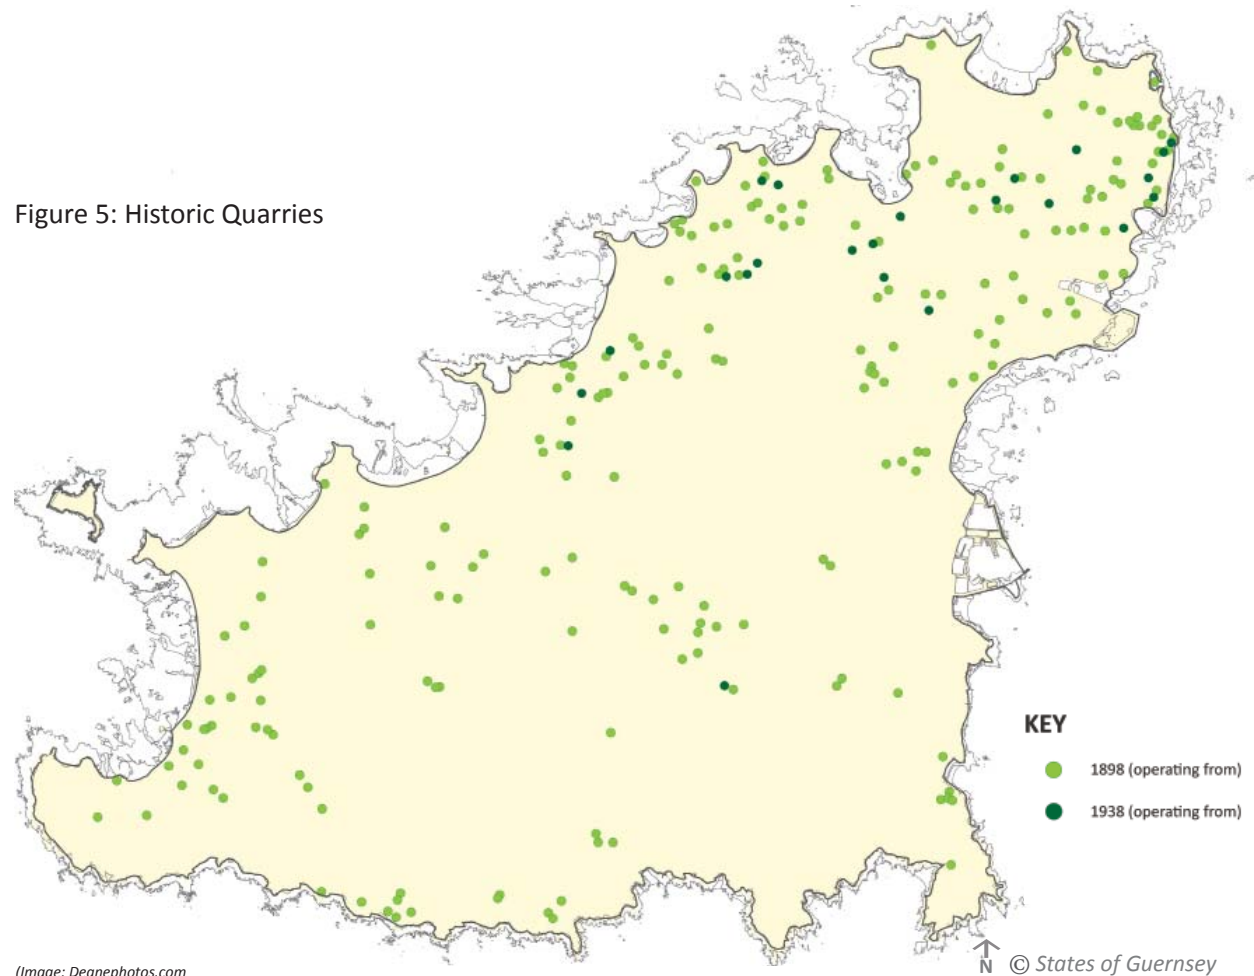 Figure 5: Historic Quarries
KEY
1898 (operating from)
1938 (operating from)
N © States of Guernsey
(Image: Deanephotos.com